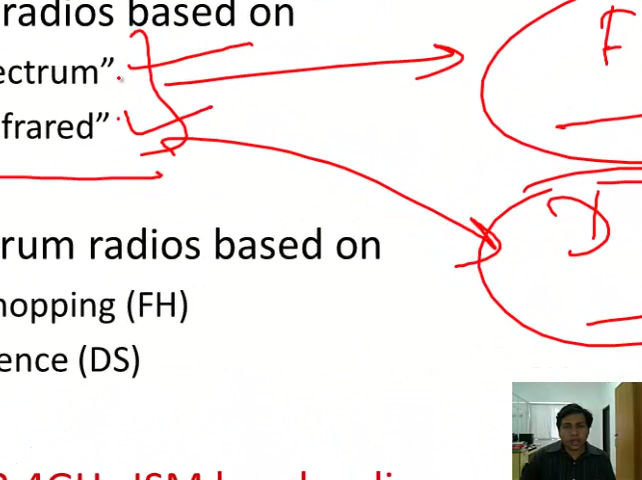 radios based on
ectrum”
frared”
F
D
rum radios based on
hopping (FH)
ence (DS)